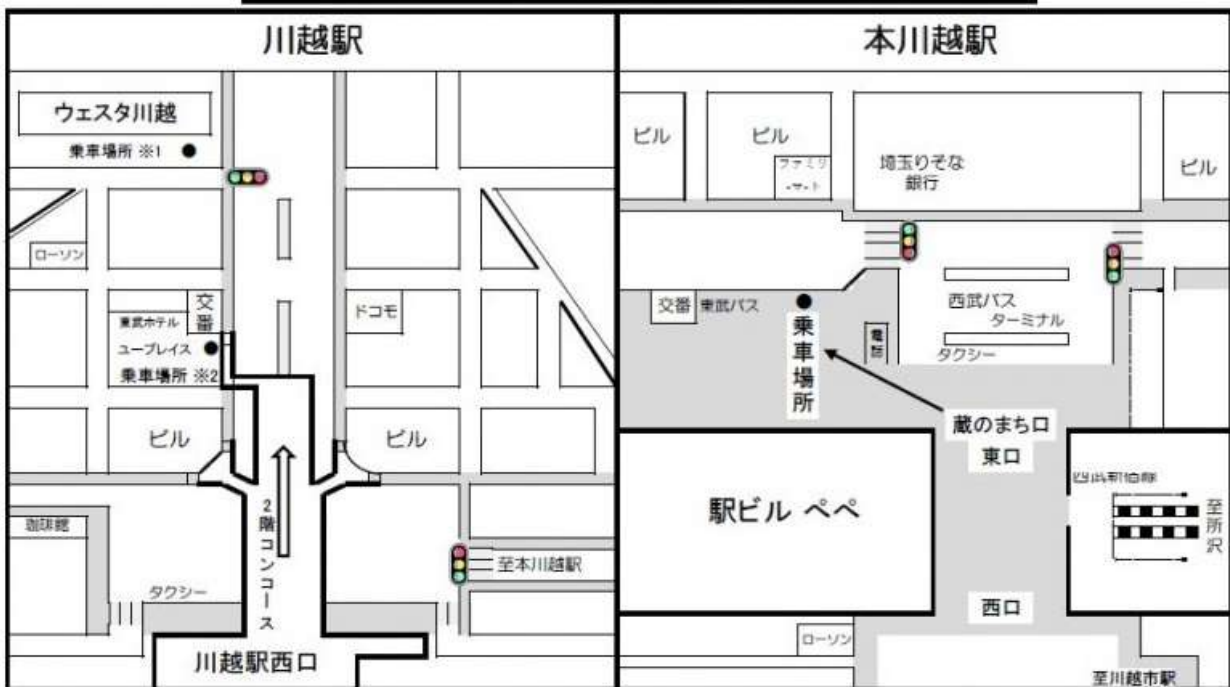 川越駅
ウェスタ川越
乗車場所 ※1 ●
ローソン
交番
東武ホテル
ユープレイス ●
乗車場所 ※2
ドコモ
ビル
ビル
2階コンコース
珈琲館
タクシー
至本川越駅
川越駅西口
本川越駅
ビル
ビル
ファミリ
ーマート
埼玉りそな
銀行
ビル
交番
東武バス
● 乗車場所
電話
西武バス
ターミナル
タクシー
蔵のまち口
東口
駅ビル ペペ
西武新宿線
至所沢
西口
ローソン
至川越市駅